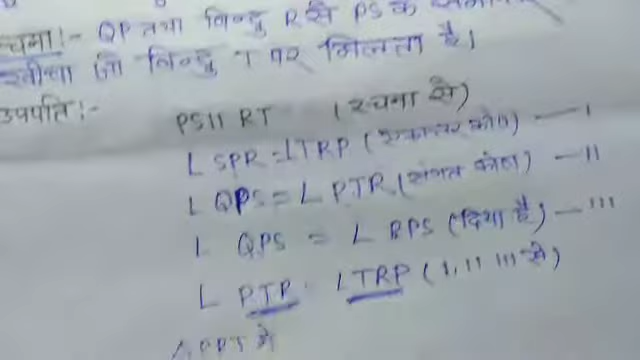 रचना:- QP तथा बिन्दु R से PS के
खींचा जो बिन्दु T पर मिलता है।
उपपति:-
PS || RT (रचना से)
∠ SPR = ∠TRP (एकान्तर कोण) — I
∠ QPS = ∠ PTR (संगत कोण) — II
∠ QPS = ∠ RPS (दिया है) — III
∠ PTR ∠TRP (I, II III से)
में